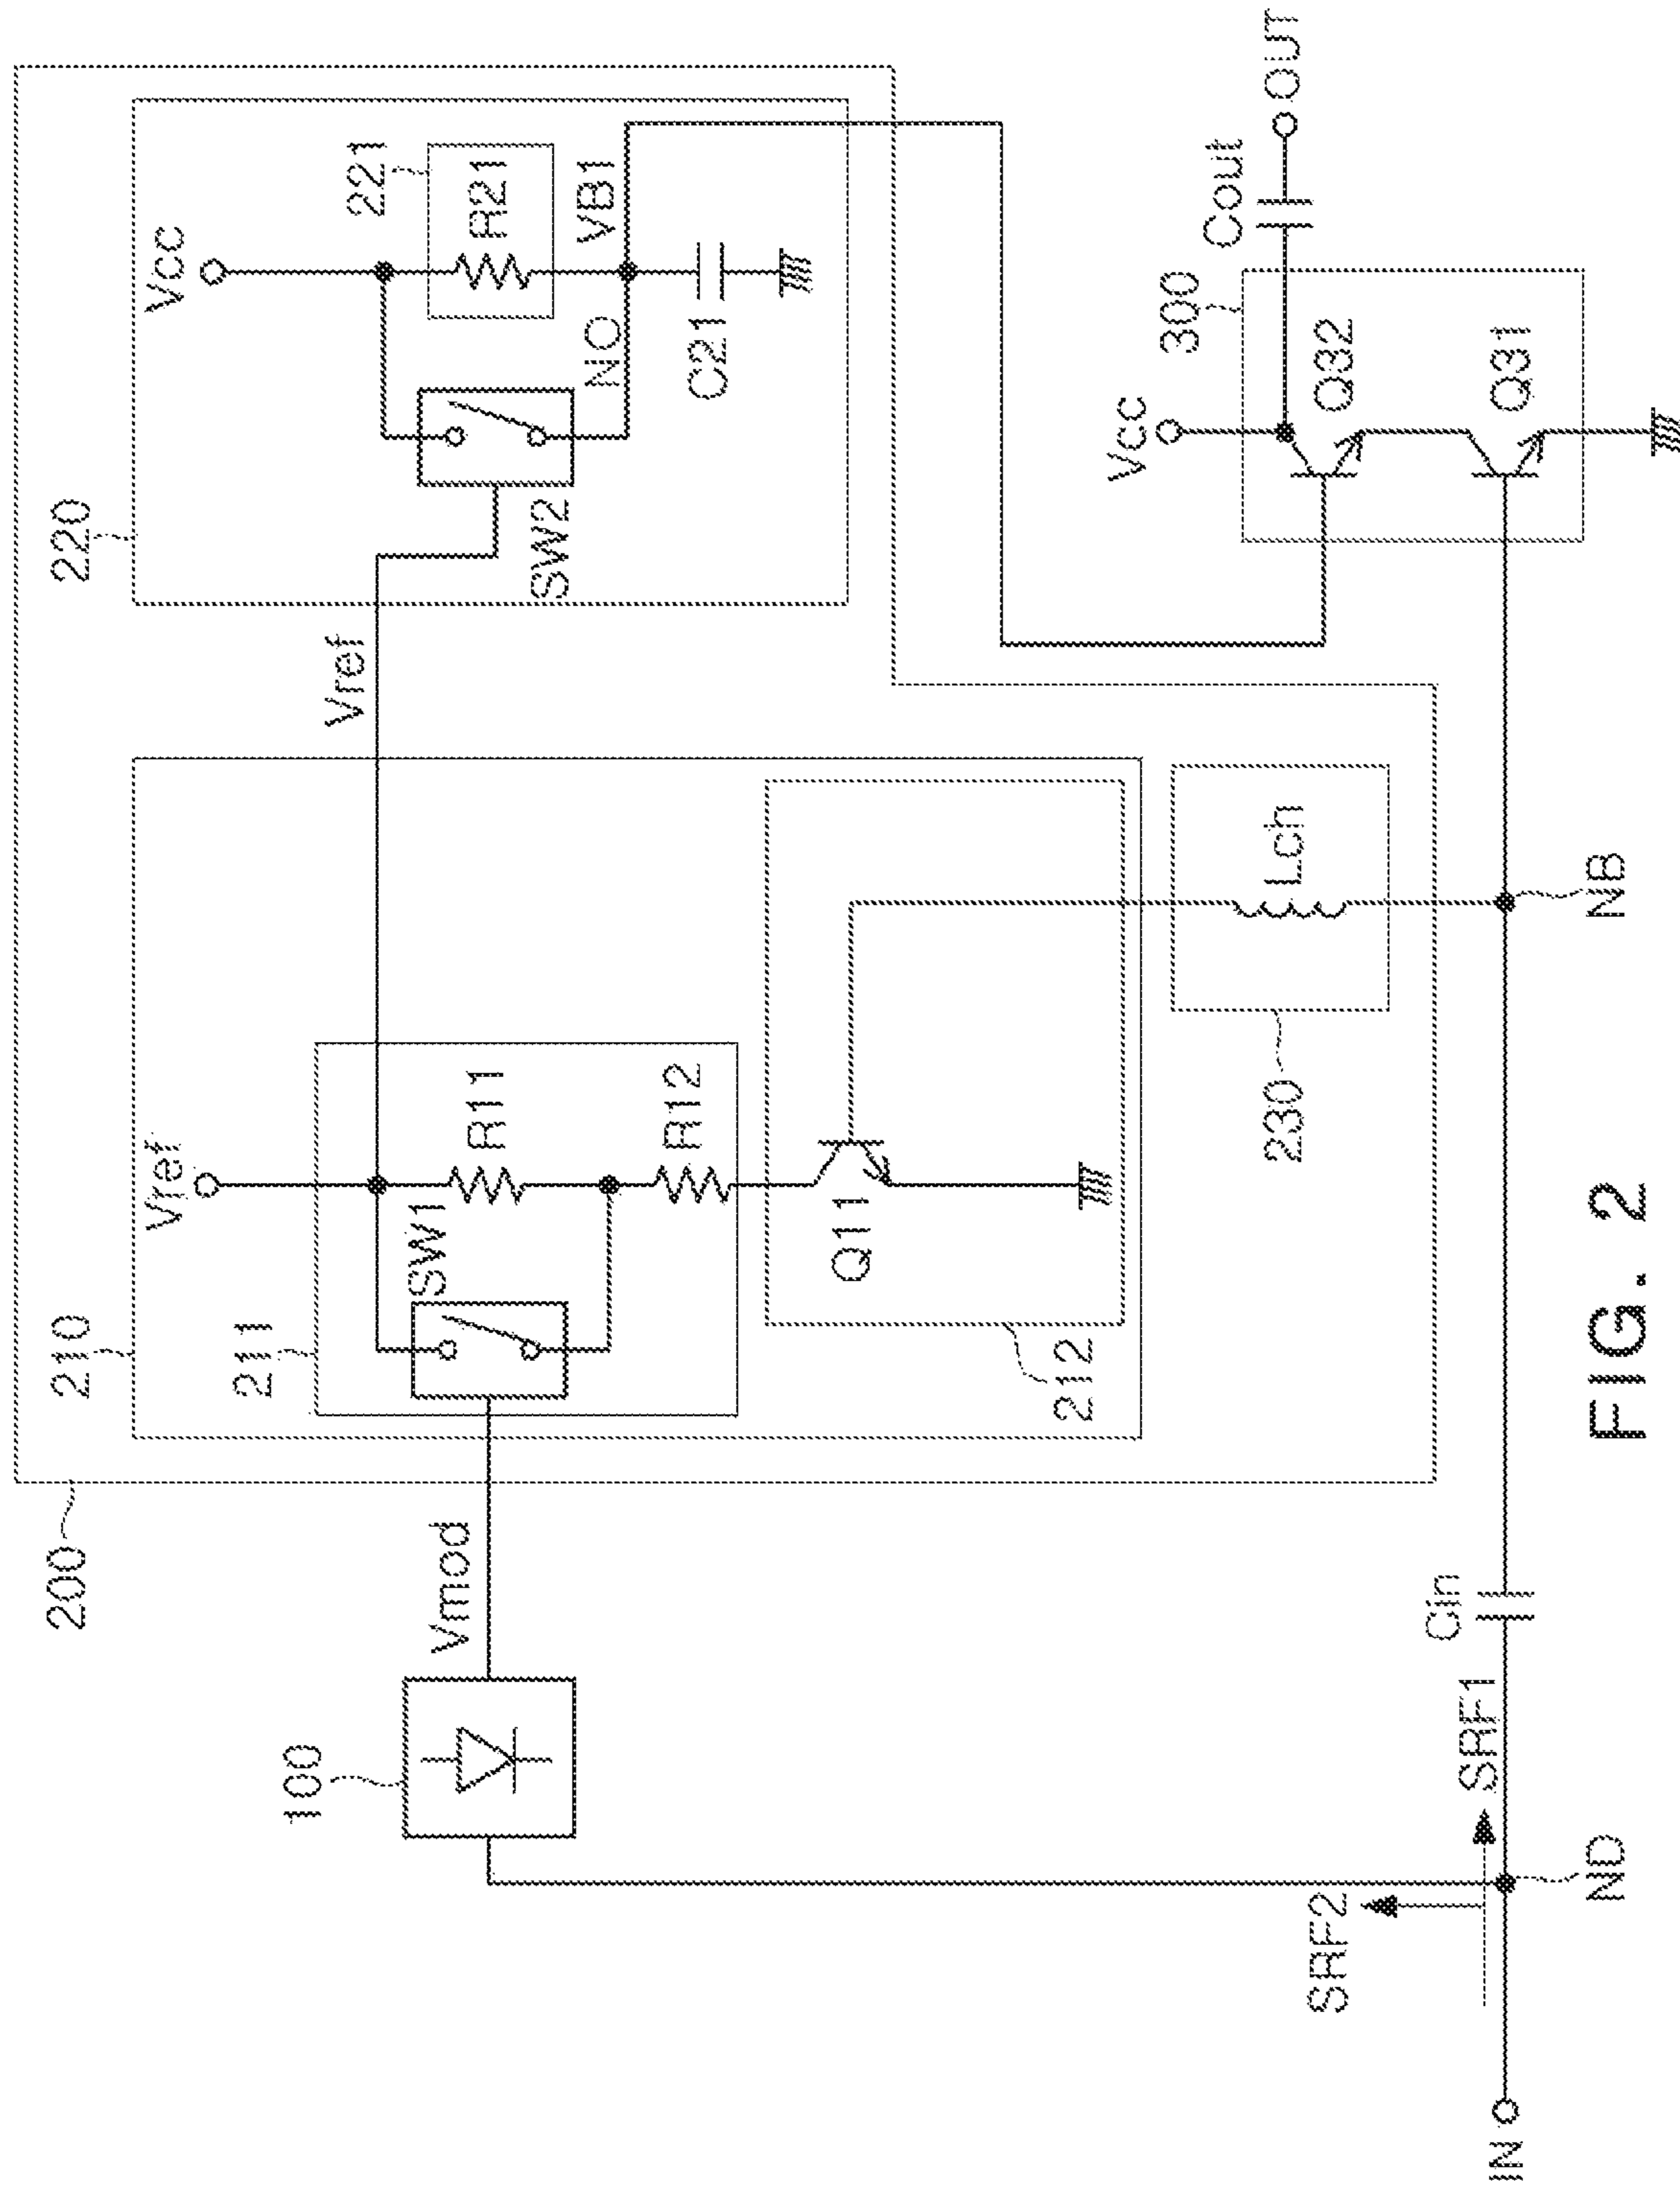 200
210
220
Vref
Vcc
211
221
SW1
R11
Vref
SW2
R21
NO
VB1
R12
C21
100
Vmod
Q11
212
230
Lch
Vcc
300
Cout
OUT
Q32
Q31
SRF2
SRF1
Cin
IN
ND
NB
FIG. 2